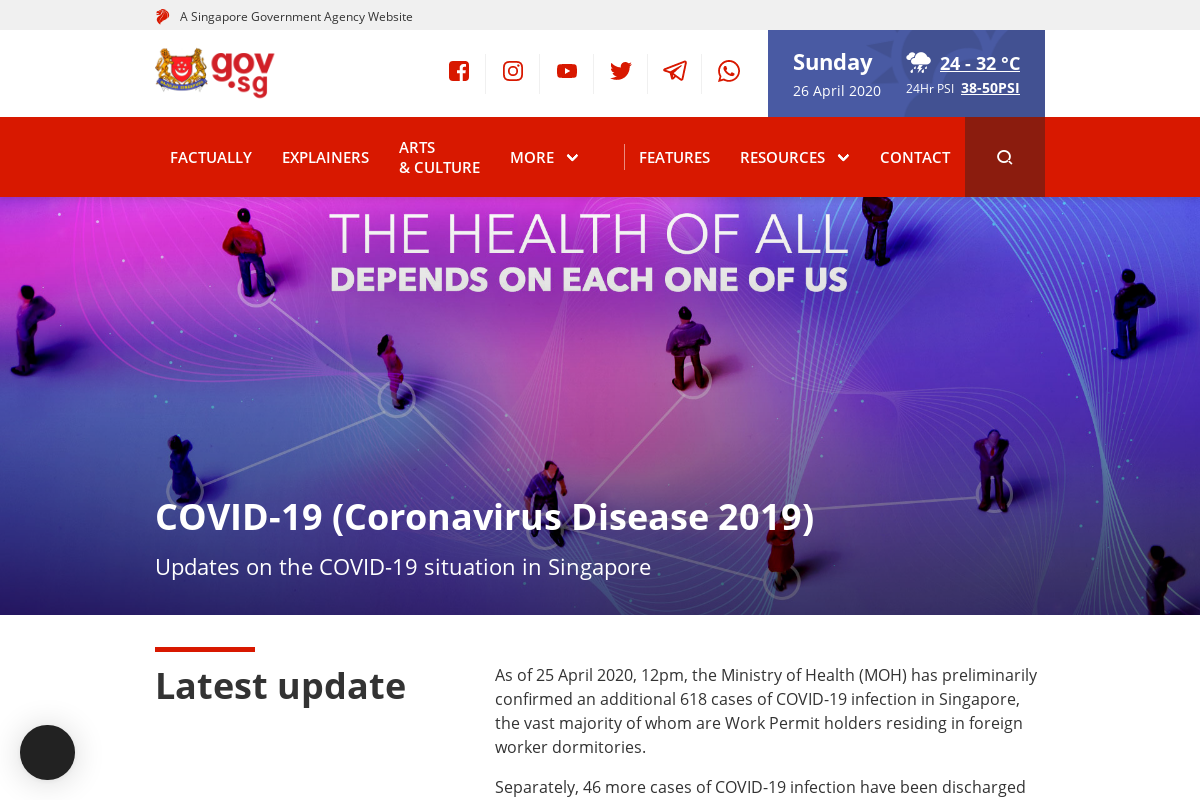 A Singapore Government Agency Website
gov
.sg
Sunday
26 April 2020
24 - 32 °C
24Hr PSI 38-50PSI
FACTUALLY
EXPLAINERS
ARTS
& CULTURE
MORE
FEATURES
RESOURCES
CONTACT
THE HEALTH OF ALL
DEPENDS ON EACH ONE OF US
COVID-19 (Coronavirus Disease 2019)
Updates on the COVID-19 situation in Singapore
Latest update
As of 25 April 2020, 12pm, the Ministry of Health (MOH) has preliminarily
confirmed an additional 618 cases of COVID-19 infection in Singapore,
the vast majority of whom are Work Permit holders residing in foreign
worker dormitories.
Separately, 46 more cases of COVID-19 infection have been discharged